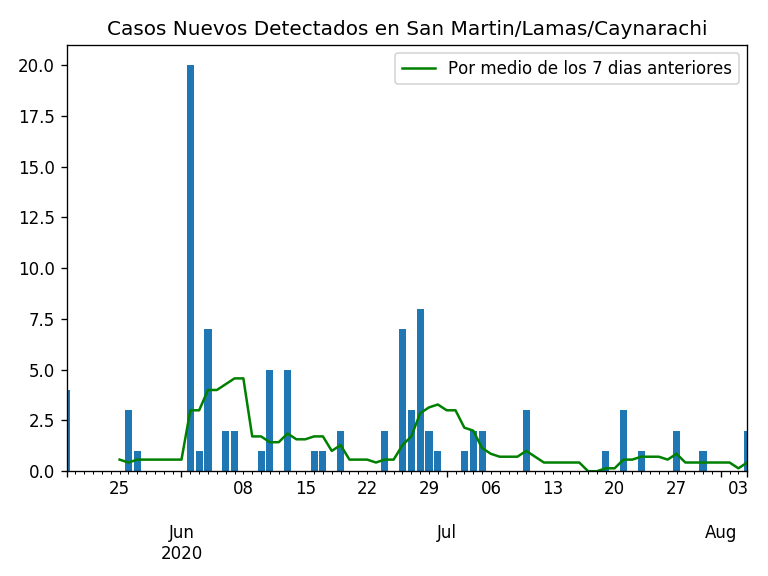 Casos Nuevos Detectados en San Martin/Lamas/Caynarachi
Por medio de los 7 dias anteriores
20.0
17.5
15.0
12.5
10.0
7.5
5.0
2.5
0.0
25 08 15 22 29 06 13 20 27 03
Jun Jul Aug
2020